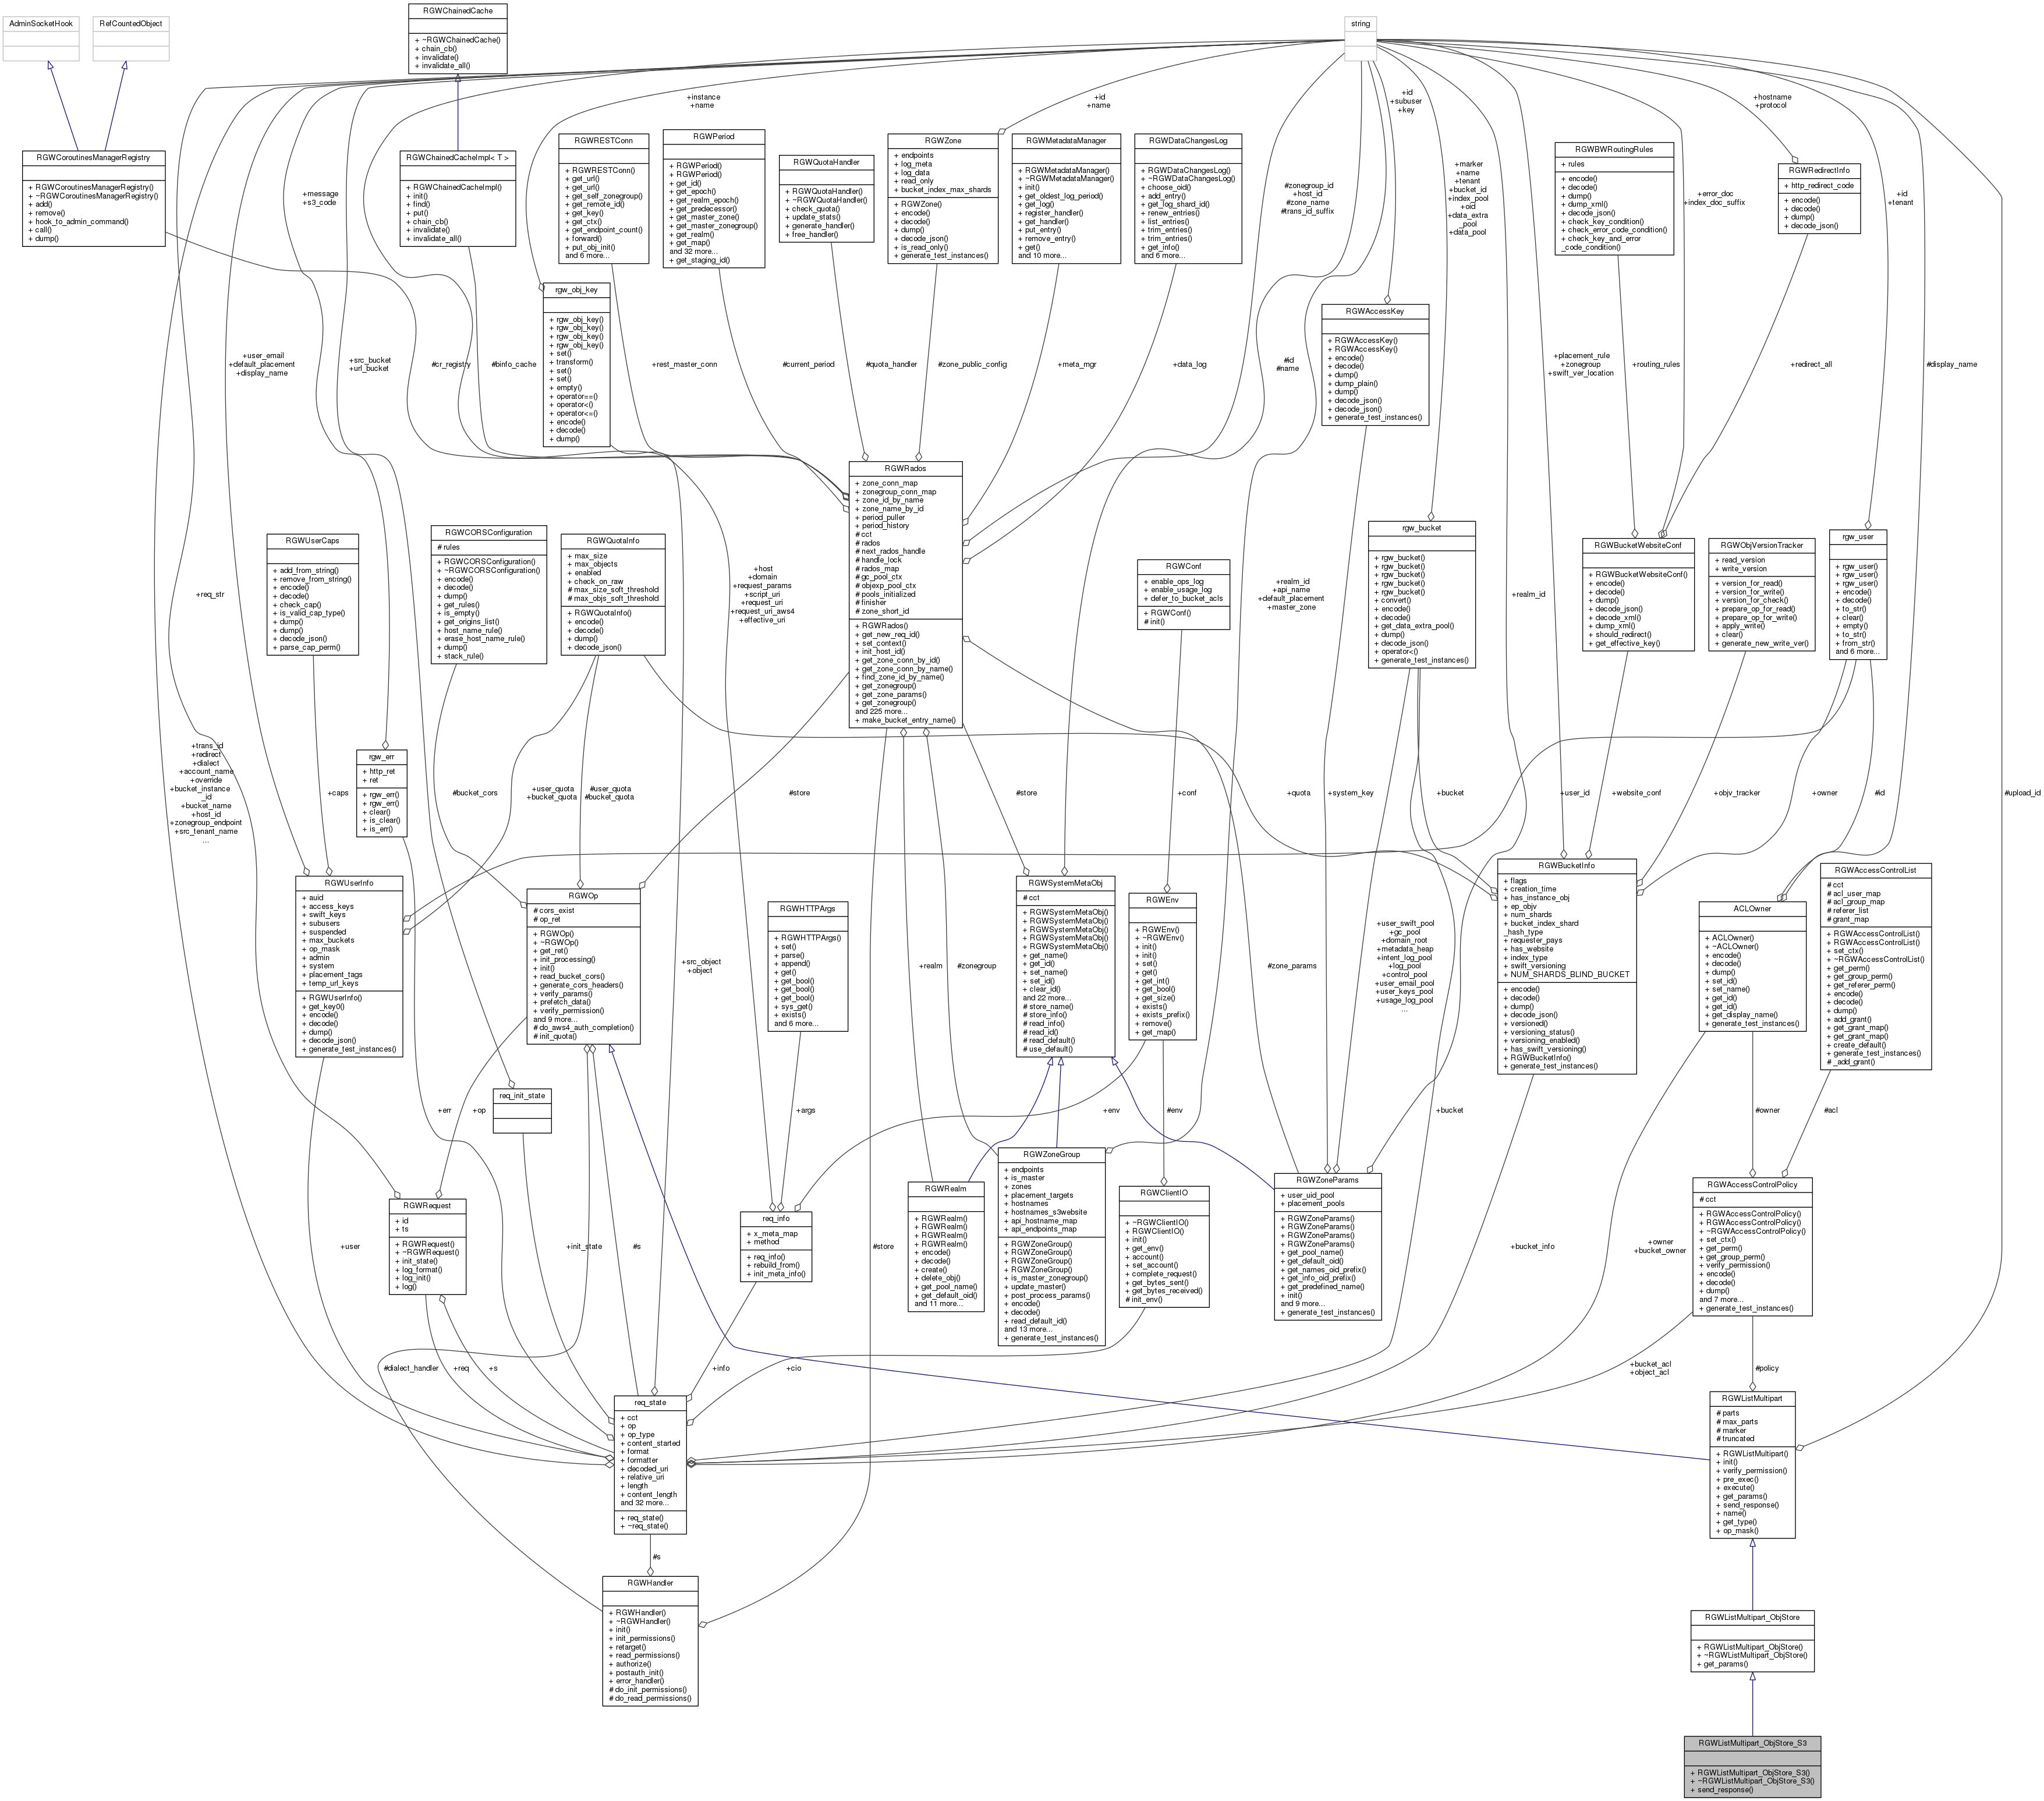 AdminSocketHook
RefCountedObject
RGWChainedCache
+ ~RGWChainedCache()
+ chain_cb()
+ invalidate()
+ invalidate_all()
string
RGWCoroutinesManagerRegistry
+ RGWCoroutinesManagerRegistry()
+ ~RGWCoroutinesManagerRegistry()
+ add()
+ remove()
+ hook_to_admin_command()
+ call()
+ dump()
RGWChainedCacheImpl< T >
+ RGWChainedCacheImpl()
+ init()
+ find()
+ put()
+ chain_cb()
+ invalidate()
+ invalidate_all()
RGWRESTConn
+ RGWRESTConn()
+ get_url()
+ get_url()
+ get_self_zonegroup()
+ get_remote_id()
+ get_key()
+ get_ctx()
+ get_endpoint_count()
+ forward()
+ put_obj_init()
and 6 more...
RGWPeriod
+ RGWPeriod()
+ RGWPeriod()
+ get_id()
+ get_epoch()
+ get_realm_epoch()
+ get_predecessor()
+ get_master_zone()
+ get_master_zonegroup()
+ get_realm()
+ get_map()
and 32 more...
+ get_staging_id()
RGWQuotaHandler
+ RGWQuotaHandler()
+ ~RGWQuotaHandler()
+ check_quota()
+ update_stats()
+ generate_handler()
+ free_handler()
RGWZone
+ endpoints
+ log_meta
+ log_data
+ read_only
+ bucket_index_max_shards
+ RGWZone()
+ encode()
+ decode()
+ dump()
+ decode_json()
+ is_read_only()
+ generate_test_instances()
RGWMetadataManager
+ RGWMetadataManager()
+ ~RGWMetadataManager()
+ init()
+ get_oldest_log_period()
+ get_log()
+ register_handler()
+ get_handler()
+ put_entry()
+ remove_entry()
+ get()
and 10 more...
RGWDataChangesLog
+ RGWDataChangesLog()
+ ~RGWDataChangesLog()
+ choose_oid()
+ add_entry()
+ get_log_shard_id()
+ renew_entries()
+ list_entries()
+ trim_entries()
+ trim_entries()
+ get_info()
and 6 more...
RGWBWRoutingRules
+ rules
+ encode()
+ decode()
+ dump()
+ dump_xml()
+ decode_json()
+ check_key_condition()
+ check_error_code_condition()
+ check_key_and_error
_code_condition()
RGWRedirectInfo
+ http_redirect_code
+ encode()
+ decode()
+ dump()
+ decode_json()
+instance
+name
+id
+name
+id
+subuser
+key
+hostname
+protocol
+message
+s3_code
#zonegroup_id
#host_id
#zone_name
#trans_id_suffix
+marker
+name
+tenant
+bucket_id
+index_pool
+oid
+data_extra
_pool
+data_pool
+error_doc
+index_doc_suffix
+id
+tenant
rgw_obj_key
+ rgw_obj_key()
+ rgw_obj_key()
+ rgw_obj_key()
+ rgw_obj_key()
+ set()
+ transform()
+ set()
+ set()
+ empty()
+ operator==()
+ operator<()
+ operator<=()
+ encode()
+ decode()
+ dump()
RGWAccessKey
+ RGWAccessKey()
+ RGWAccessKey()
+ encode()
+ decode()
+ dump()
+ dump_plain()
+ dump()
+ decode_json()
+ decode_json()
+ generate_test_instances()
+user_email
+default_placement
+display_name
+src_bucket
+url_bucket
#cr_registry
#binfo_cache
+rest_master_conn
#current_period
#quota_handler
#zone_public_config
+meta_mgr
+data_log
#id
#name
+placement_rule
+zonegroup
+swift_ver_location
+routing_rules
+redirect_all
#display_name
RGWRados
+ zone_conn_map
+ zonegroup_conn_map
+ zone_id_by_name
+ zone_name_by_id
+ period_puller
+ period_history
# cct
# rados
# next_rados_handle
# handle_lock
# rados_map
# gc_pool_ctx
# objexp_pool_ctx
# pools_initialized
# finisher
# zone_short_id
+ RGWRados()
+ get_new_req_id()
+ set_context()
+ init_host_id()
+ get_zone_conn_by_id()
+ get_zone_conn_by_name()
+ find_zone_id_by_name()
+ get_zonegroup()
+ get_zone_params()
+ get_zonegroup()
and 225 more...
+ make_bucket_entry_name()
RGWUserCaps
+ add_from_string()
+ remove_from_string()
+ encode()
+ decode()
+ check_cap()
+ is_valid_cap_type()
+ dump()
+ dump()
+ decode_json()
+ parse_cap_perm()
RGWCORSConfiguration
# rules
+ RGWCORSConfiguration()
+ ~RGWCORSConfiguration()
+ encode()
+ decode()
+ dump()
+ get_rules()
+ is_empty()
+ get_origins_list()
+ host_name_rule()
+ erase_host_name_rule()
+ dump()
+ stack_rule()
RGWQuotaInfo
+ max_size
+ max_objects
+ enabled
+ check_on_raw
# max_size_soft_threshold
# max_objs_soft_threshold
+ RGWQuotaInfo()
+ encode()
+ decode()
+ dump()
+ decode_json()
+req_str
+host
+domain
+request_params
+script_uri
+request_uri
+request_uri_aws4
+effective_uri
RGWConf
+ enable_ops_log
+ enable_usage_log
+ defer_to_bucket_acls
+ RGWConf()
# init()
+realm_id
+api_name
+default_placement
+master_zone
rgw_bucket
+ rgw_bucket()
+ rgw_bucket()
+ rgw_bucket()
+ rgw_bucket()
+ rgw_bucket()
+ convert()
+ encode()
+ decode()
+ get_data_extra_pool()
+ dump()
+ decode_json()
+ operator<()
+ generate_test_instances()
+realm_id
RGWBucketWebsiteConf
+ RGWBucketWebsiteConf()
+ encode()
+ decode()
+ dump()
+ decode_json()
+ decode_xml()
+ dump_xml()
+ should_redirect()
+ get_effective_key()
RGWObjVersionTracker
+ read_version
+ write_version
+ version_for_read()
+ version_for_write()
+ version_for_check()
+ prepare_op_for_read()
+ prepare_op_for_write()
+ apply_write()
+ clear()
+ generate_new_write_ver()
rgw_user
+ rgw_user()
+ rgw_user()
+ rgw_user()
+ encode()
+ decode()
+ to_str()
+ clear()
+ empty()
+ to_str()
+ from_str()
and 6 more...
+trans_id
+redirect
+dialect
+account_name
+override
+bucket_instance
_id
+bucket_name
+host_id
+zonegroup_endpoint
+src_tenant_name
...
+caps
rgw_err
+ http_ret
+ ret
+ rgw_err()
+ rgw_err()
+ clear()
+ is_clear()
+ is_err()
#bucket_cors
+user_quota
+bucket_quota
#user_quota
#bucket_quota
#store
#store
+conf
+quota
+system_key
+bucket
+user_id
+website_conf
+objv_tracker
+owner
#id
#upload_id
RGWUserInfo
+ auid
+ access_keys
+ swift_keys
+ subusers
+ suspended
+ max_buckets
+ op_mask
+ admin
+ system
+ placement_tags
+ temp_url_keys
+ RGWUserInfo()
+ get_key0()
+ encode()
+ decode()
+ dump()
+ decode_json()
+ generate_test_instances()
RGWOp
# cors_exist
# op_ret
+ RGWOp()
+ ~RGWOp()
+ get_ret()
+ init_processing()
+ init()
+ read_bucket_cors()
+ generate_cors_headers()
+ verify_params()
+ prefetch_data()
+ verify_permission()
and 9 more...
# do_aws4_auth_completion()
# init_quota()
+src_object
+object
RGWHTTPArgs
+ RGWHTTPArgs()
+ set()
+ parse()
+ append()
+ get()
+ get_bool()
+ get_bool()
+ get_bool()
+ sys_get()
+ exists()
and 6 more...
+realm
#zonegroup
RGWSystemMetaObj
# cct
+ RGWSystemMetaObj()
+ RGWSystemMetaObj()
+ RGWSystemMetaObj()
+ RGWSystemMetaObj()
+ RGWSystemMetaObj()
+ get_name()
+ get_id()
+ set_name()
+ set_id()
+ clear_id()
and 22 more...
# store_name()
# store_info()
# read_info()
# read_id()
# read_default()
# use_default()
RGWEnv
+ RGWEnv()
+ ~RGWEnv()
+ init()
+ init()
+ set()
+ get()
+ get_int()
+ get_bool()
+ get_size()
+ exists()
+ exists_prefix()
+ remove()
+ get_map()
#zone_params
+user_swift_pool
+gc_pool
+domain_root
+metadata_heap
+intent_log_pool
+log_pool
+control_pool
+user_email_pool
+user_keys_pool
+usage_log_pool
...
RGWBucketInfo
+ flags
+ creation_time
+ has_instance_obj
+ ep_objv
+ num_shards
+ bucket_index_shard
_hash_type
+ requester_pays
+ has_website
+ index_type
+ swift_versioning
+ NUM_SHARDS_BLIND_BUCKET
+ encode()
+ decode()
+ dump()
+ decode_json()
+ versioned()
+ versioning_status()
+ versioning_enabled()
+ has_swift_versioning()
+ RGWBucketInfo()
+ generate_test_instances()
ACLOwner
+ ACLOwner()
+ ~ACLOwner()
+ encode()
+ decode()
+ dump()
+ set_id()
+ set_name()
+ get_id()
+ get_id()
+ get_display_name()
+ generate_test_instances()
RGWAccessControlList
# cct
# acl_user_map
# acl_group_map
# referer_list
# grant_map
+ RGWAccessControlList()
+ RGWAccessControlList()
+ set_ctx()
+ ~RGWAccessControlList()
+ get_perm()
+ get_group_perm()
+ get_referer_perm()
+ encode()
+ decode()
+ dump()
+ add_grant()
+ get_grant_map()
+ get_grant_map()
+ create_default()
+ generate_test_instances()
# _add_grant()
req_init_state
+err
+op
+args
+env
#env
+bucket
#owner
#acl
RGWRequest
+ id
+ ts
+ RGWRequest()
+ ~RGWRequest()
+ init_state()
+ log_format()
+ log_init()
+ log()
req_info
+ x_meta_map
+ method
+ req_info()
+ rebuild_from()
+ init_meta_info()
RGWRealm
+ RGWRealm()
+ RGWRealm()
+ RGWRealm()
+ RGWRealm()
+ encode()
+ decode()
+ create()
+ delete_obj()
+ get_pool_name()
+ get_default_oid()
and 11 more...
RGWZoneGroup
+ endpoints
+ is_master
+ zones
+ placement_targets
+ hostnames
+ hostnames_s3website
+ api_hostname_map
+ api_endpoints_map
+ RGWZoneGroup()
+ RGWZoneGroup()
+ RGWZoneGroup()
+ RGWZoneGroup()
+ is_master_zonegroup()
+ update_master()
+ post_process_params()
+ encode()
+ decode()
+ read_default_id()
and 13 more...
+ generate_test_instances()
RGWClientIO
+ ~RGWClientIO()
+ RGWClientIO()
+ init()
+ get_env()
+ account()
+ set_account()
+ complete_request()
+ get_bytes_sent()
+ get_bytes_received()
# init_env()
RGWZoneParams
+ user_uid_pool
+ placement_pools
+ RGWZoneParams()
+ RGWZoneParams()
+ RGWZoneParams()
+ RGWZoneParams()
+ get_pool_name()
+ get_default_oid()
+ get_names_oid_prefix()
+ get_info_oid_prefix()
+ get_predefined_name()
+ init()
and 9 more...
+ generate_test_instances()
RGWAccessControlPolicy
# cct
+ RGWAccessControlPolicy()
+ RGWAccessControlPolicy()
+ ~RGWAccessControlPolicy()
+ set_ctx()
+ get_perm()
+ get_group_perm()
+ verify_permission()
+ encode()
+ decode()
+ dump()
and 7 more...
+ generate_test_instances()
+user
+init_state
#s
#store
+bucket_info
+owner
+bucket_owner
#dialect_handler
+req
+s
+info
+cio
+bucket_acl
+object_acl
#policy
req_state
+ cct
+ op
+ op_type
+ content_started
+ format
+ formatter
+ decoded_uri
+ relative_uri
+ length
+ content_length
and 32 more...
+ req_state()
+ ~req_state()
RGWListMultipart
# parts
# max_parts
# marker
# truncated
+ RGWListMultipart()
+ init()
+ verify_permission()
+ pre_exec()
+ execute()
+ get_params()
+ send_response()
+ name()
+ get_type()
+ op_mask()
#s
RGWHandler
+ RGWHandler()
+ ~RGWHandler()
+ init()
+ init_permissions()
+ retarget()
+ read_permissions()
+ authorize()
+ postauth_init()
+ error_handler()
# do_init_permissions()
# do_read_permissions()
RGWListMultipart_ObjStore
+ RGWListMultipart_ObjStore()
+ ~RGWListMultipart_ObjStore()
+ get_params()
RGWListMultipart_ObjStore_S3
+ RGWListMultipart_ObjStore_S3()
+ ~RGWListMultipart_ObjStore_S3()
+ send_response()